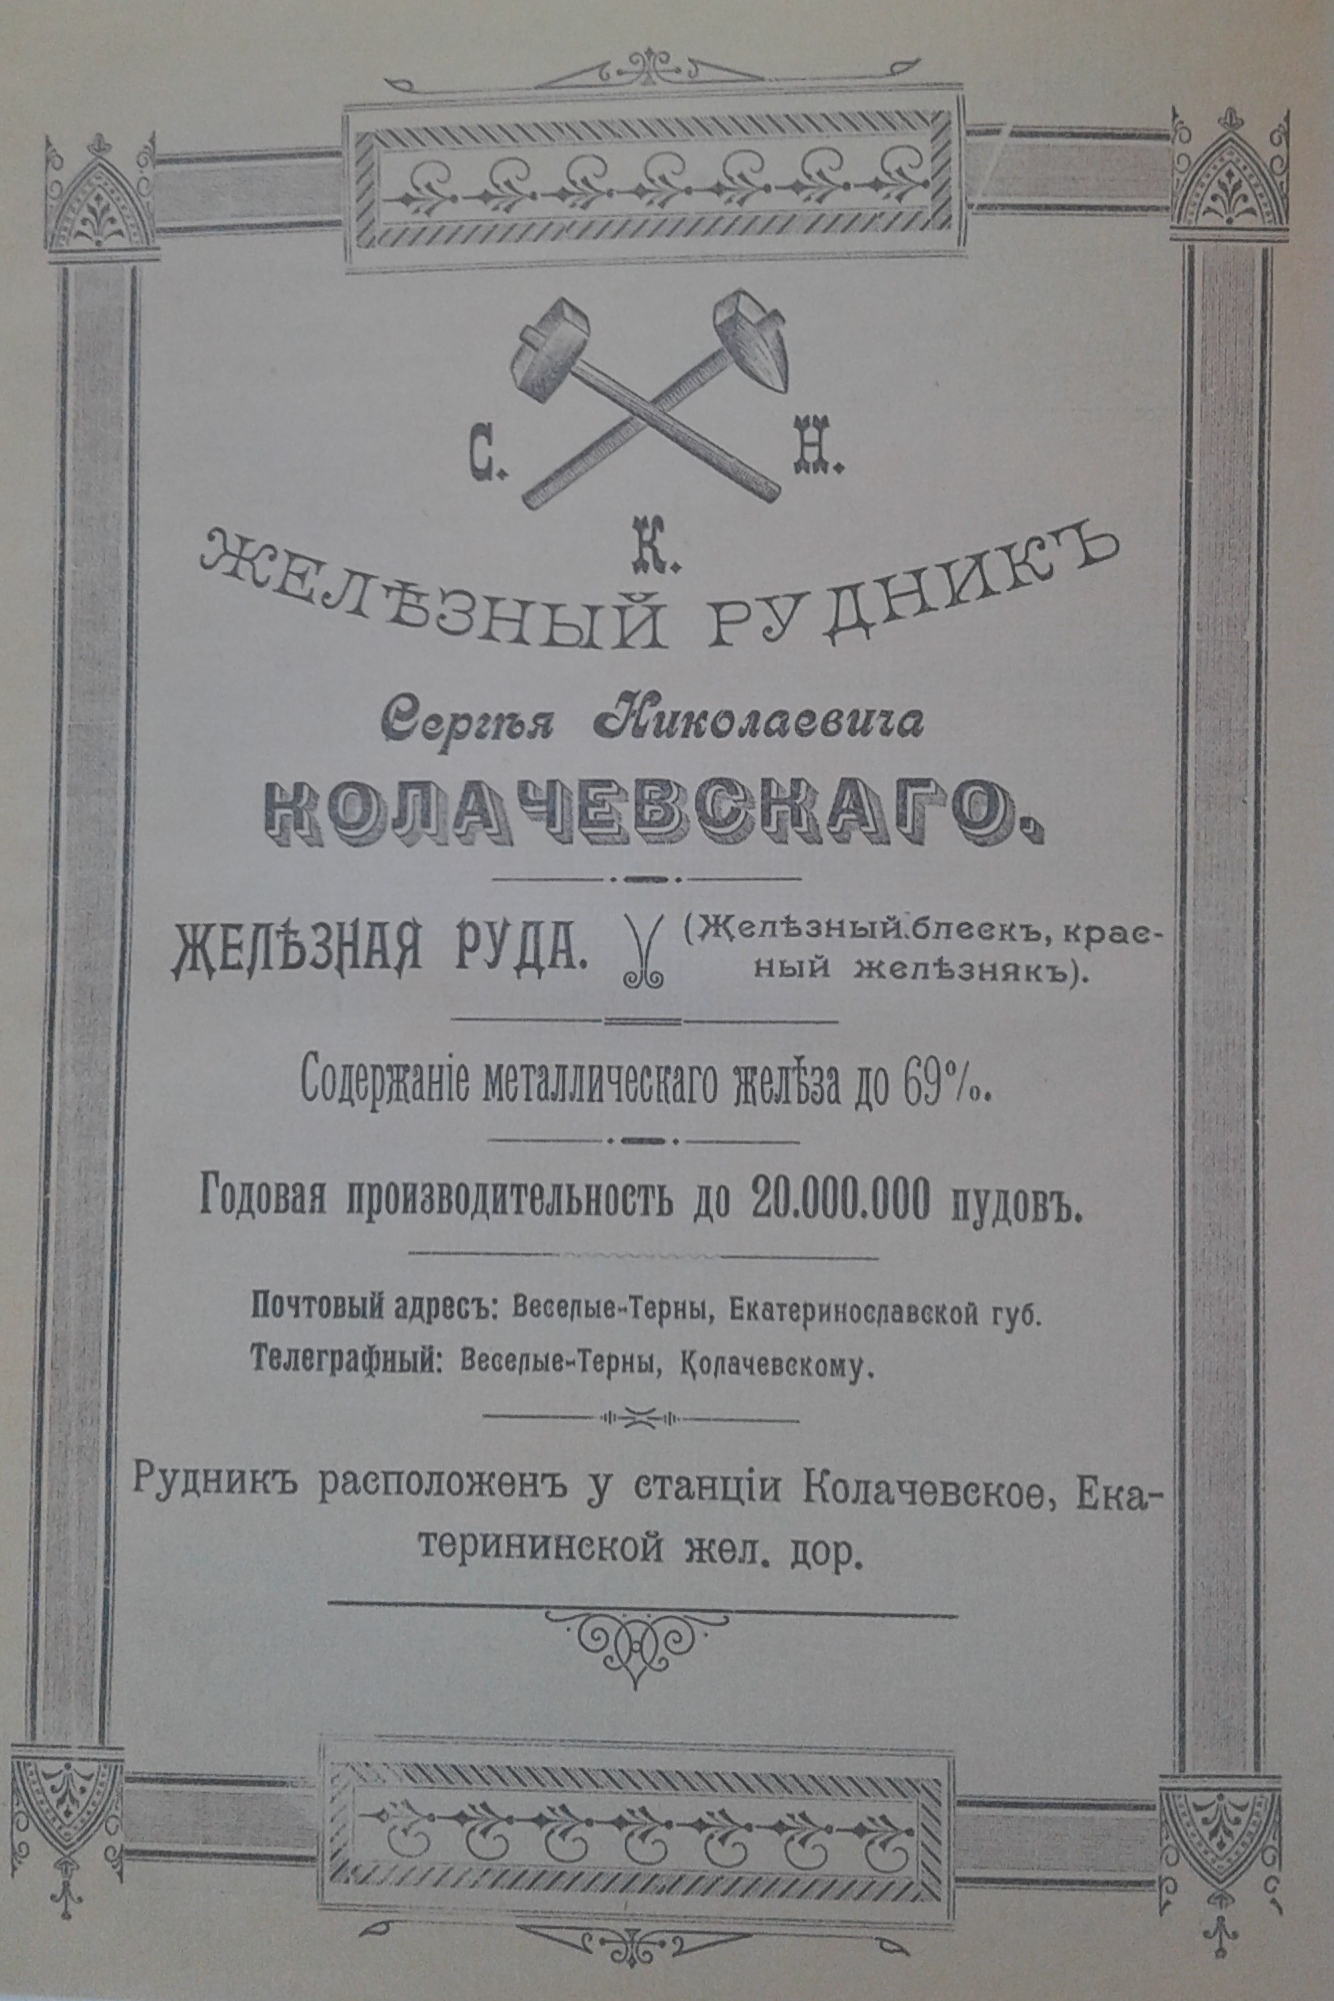 С. Н.
К.
ЖЕЛѢЗНЫЙ РУДНИКЪ
Сергѣя Николаевича
КОЛАЧЕВСКАГО.
ЖЕЛѢЗНАЯ РУДА. (Желѣзный блескъ, крас-
ный желѣзнякъ).
Содержаніе металлическаго желѣза до 69%.
Годовая производительность до 20.000.000 пудовъ.
Почтовый адресъ: Веселые-Терны, Екатеринославской губ.
Телеграфный: Веселые-Терны, Колачевскому.
Рудникъ расположенъ у станціи Колачевское, Ека-
терининской жел. дор.